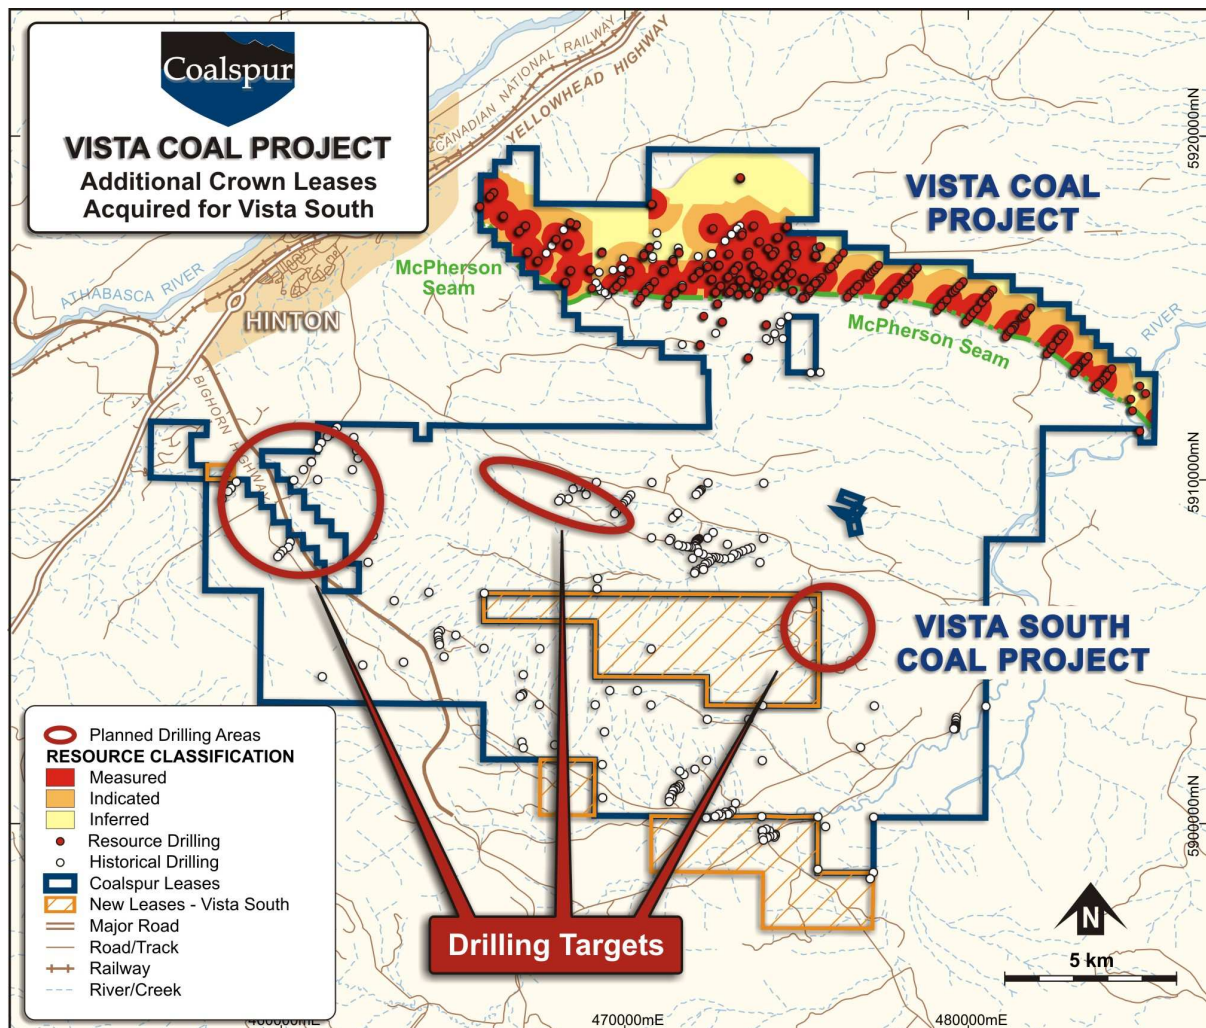 Coalspur
VISTA COAL PROJECT
Additional Crown Leases
Acquired for Vista South
CANADIAN NATIONAL RAILWAY
YELLOWHEAD HIGHWAY
5920000mN
VISTA COAL
PROJECT
McPherson
Seam
ATHABASCA RIVER
HINTON
McPherson Seam
RIVER
BIGHORN HIGHWAY
5910000mN
VISTA SOUTH
COAL PROJECT
Planned Drilling Areas
RESOURCE CLASSIFICATION
Measured
Indicated
Inferred
Resource Drilling
Historical Drilling
Coalspur Leases
New Leases - Vista South
Major Road
Road/Track
Railway
River/Creek
5900000mN
Drilling Targets
N
5 km
460000mE
470000mE
480000mE